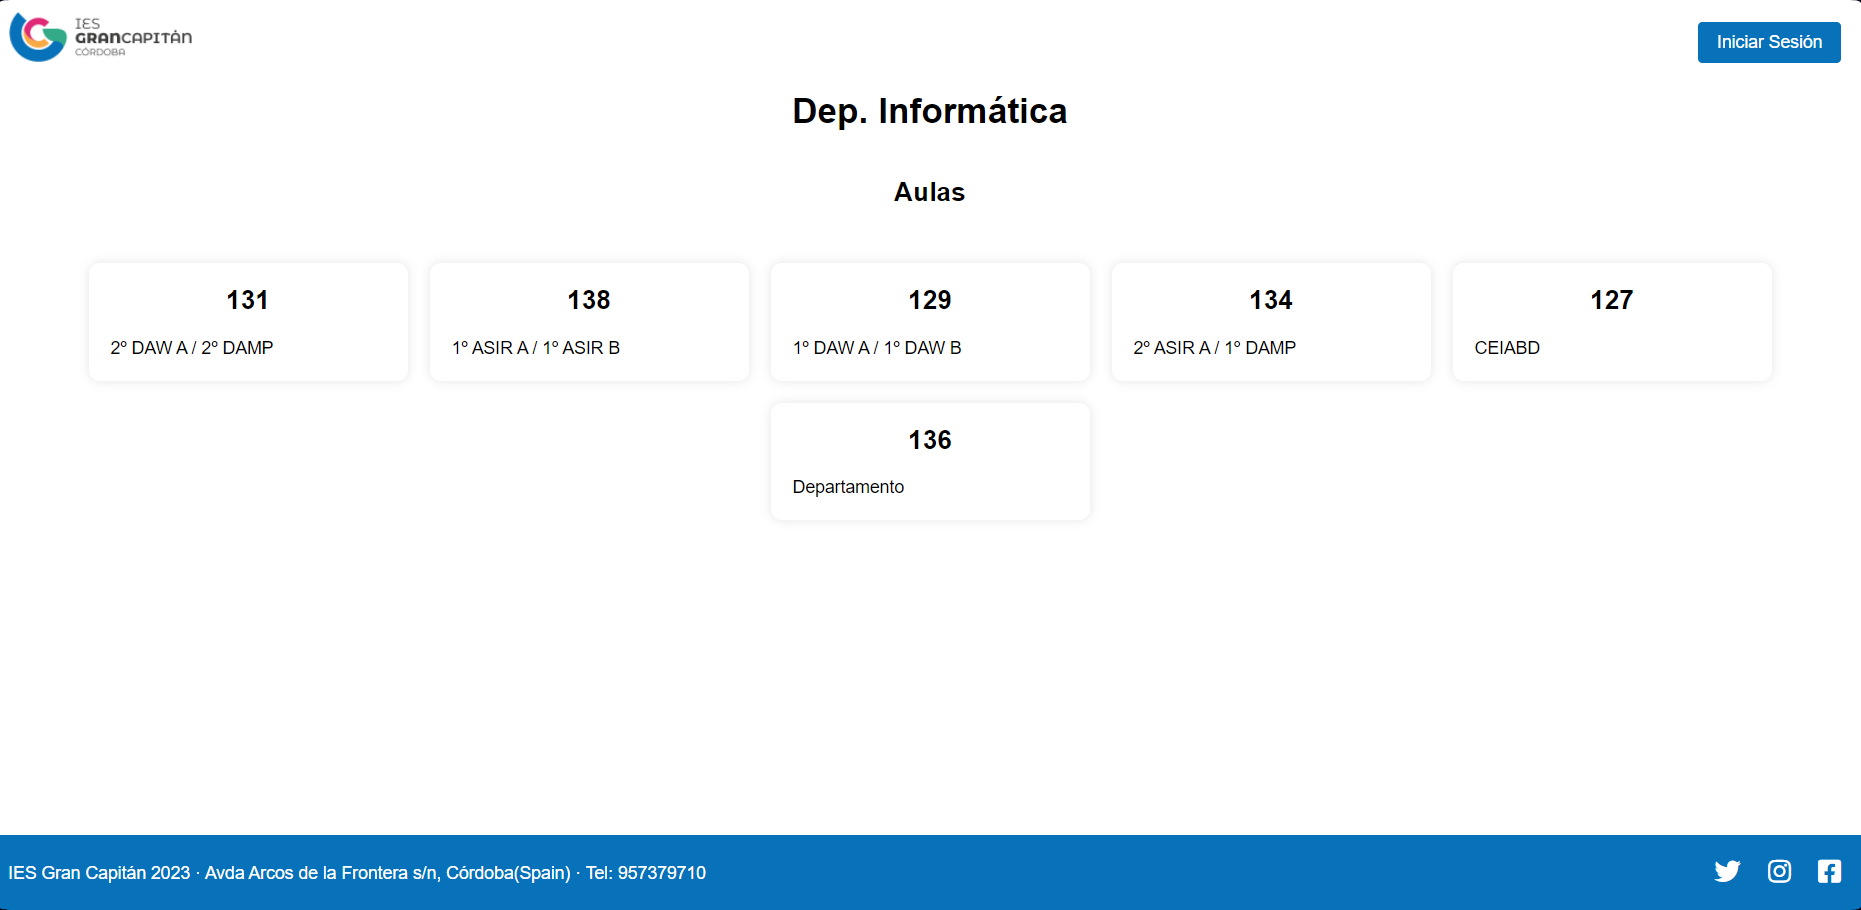 IES
GRANCAPITÁN
CÓRDOBA
Iniciar Sesión
Dep. Informática
Aulas
131
2º DAW A / 2º DAMP
138
1º ASIR A / 1º ASIR B
129
1º DAW A / 1º DAW B
134
2º ASIR A / 1º DAMP
127
CEIABD
136
Departamento
IES Gran Capitán 2023 · Avda Arcos de la Frontera s/n, Córdoba(Spain) · Tel: 957379710